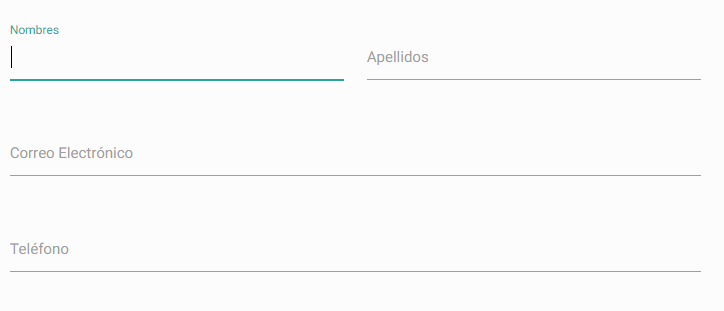 Nombres
Apellidos
Correo Electrónico
Teléfono